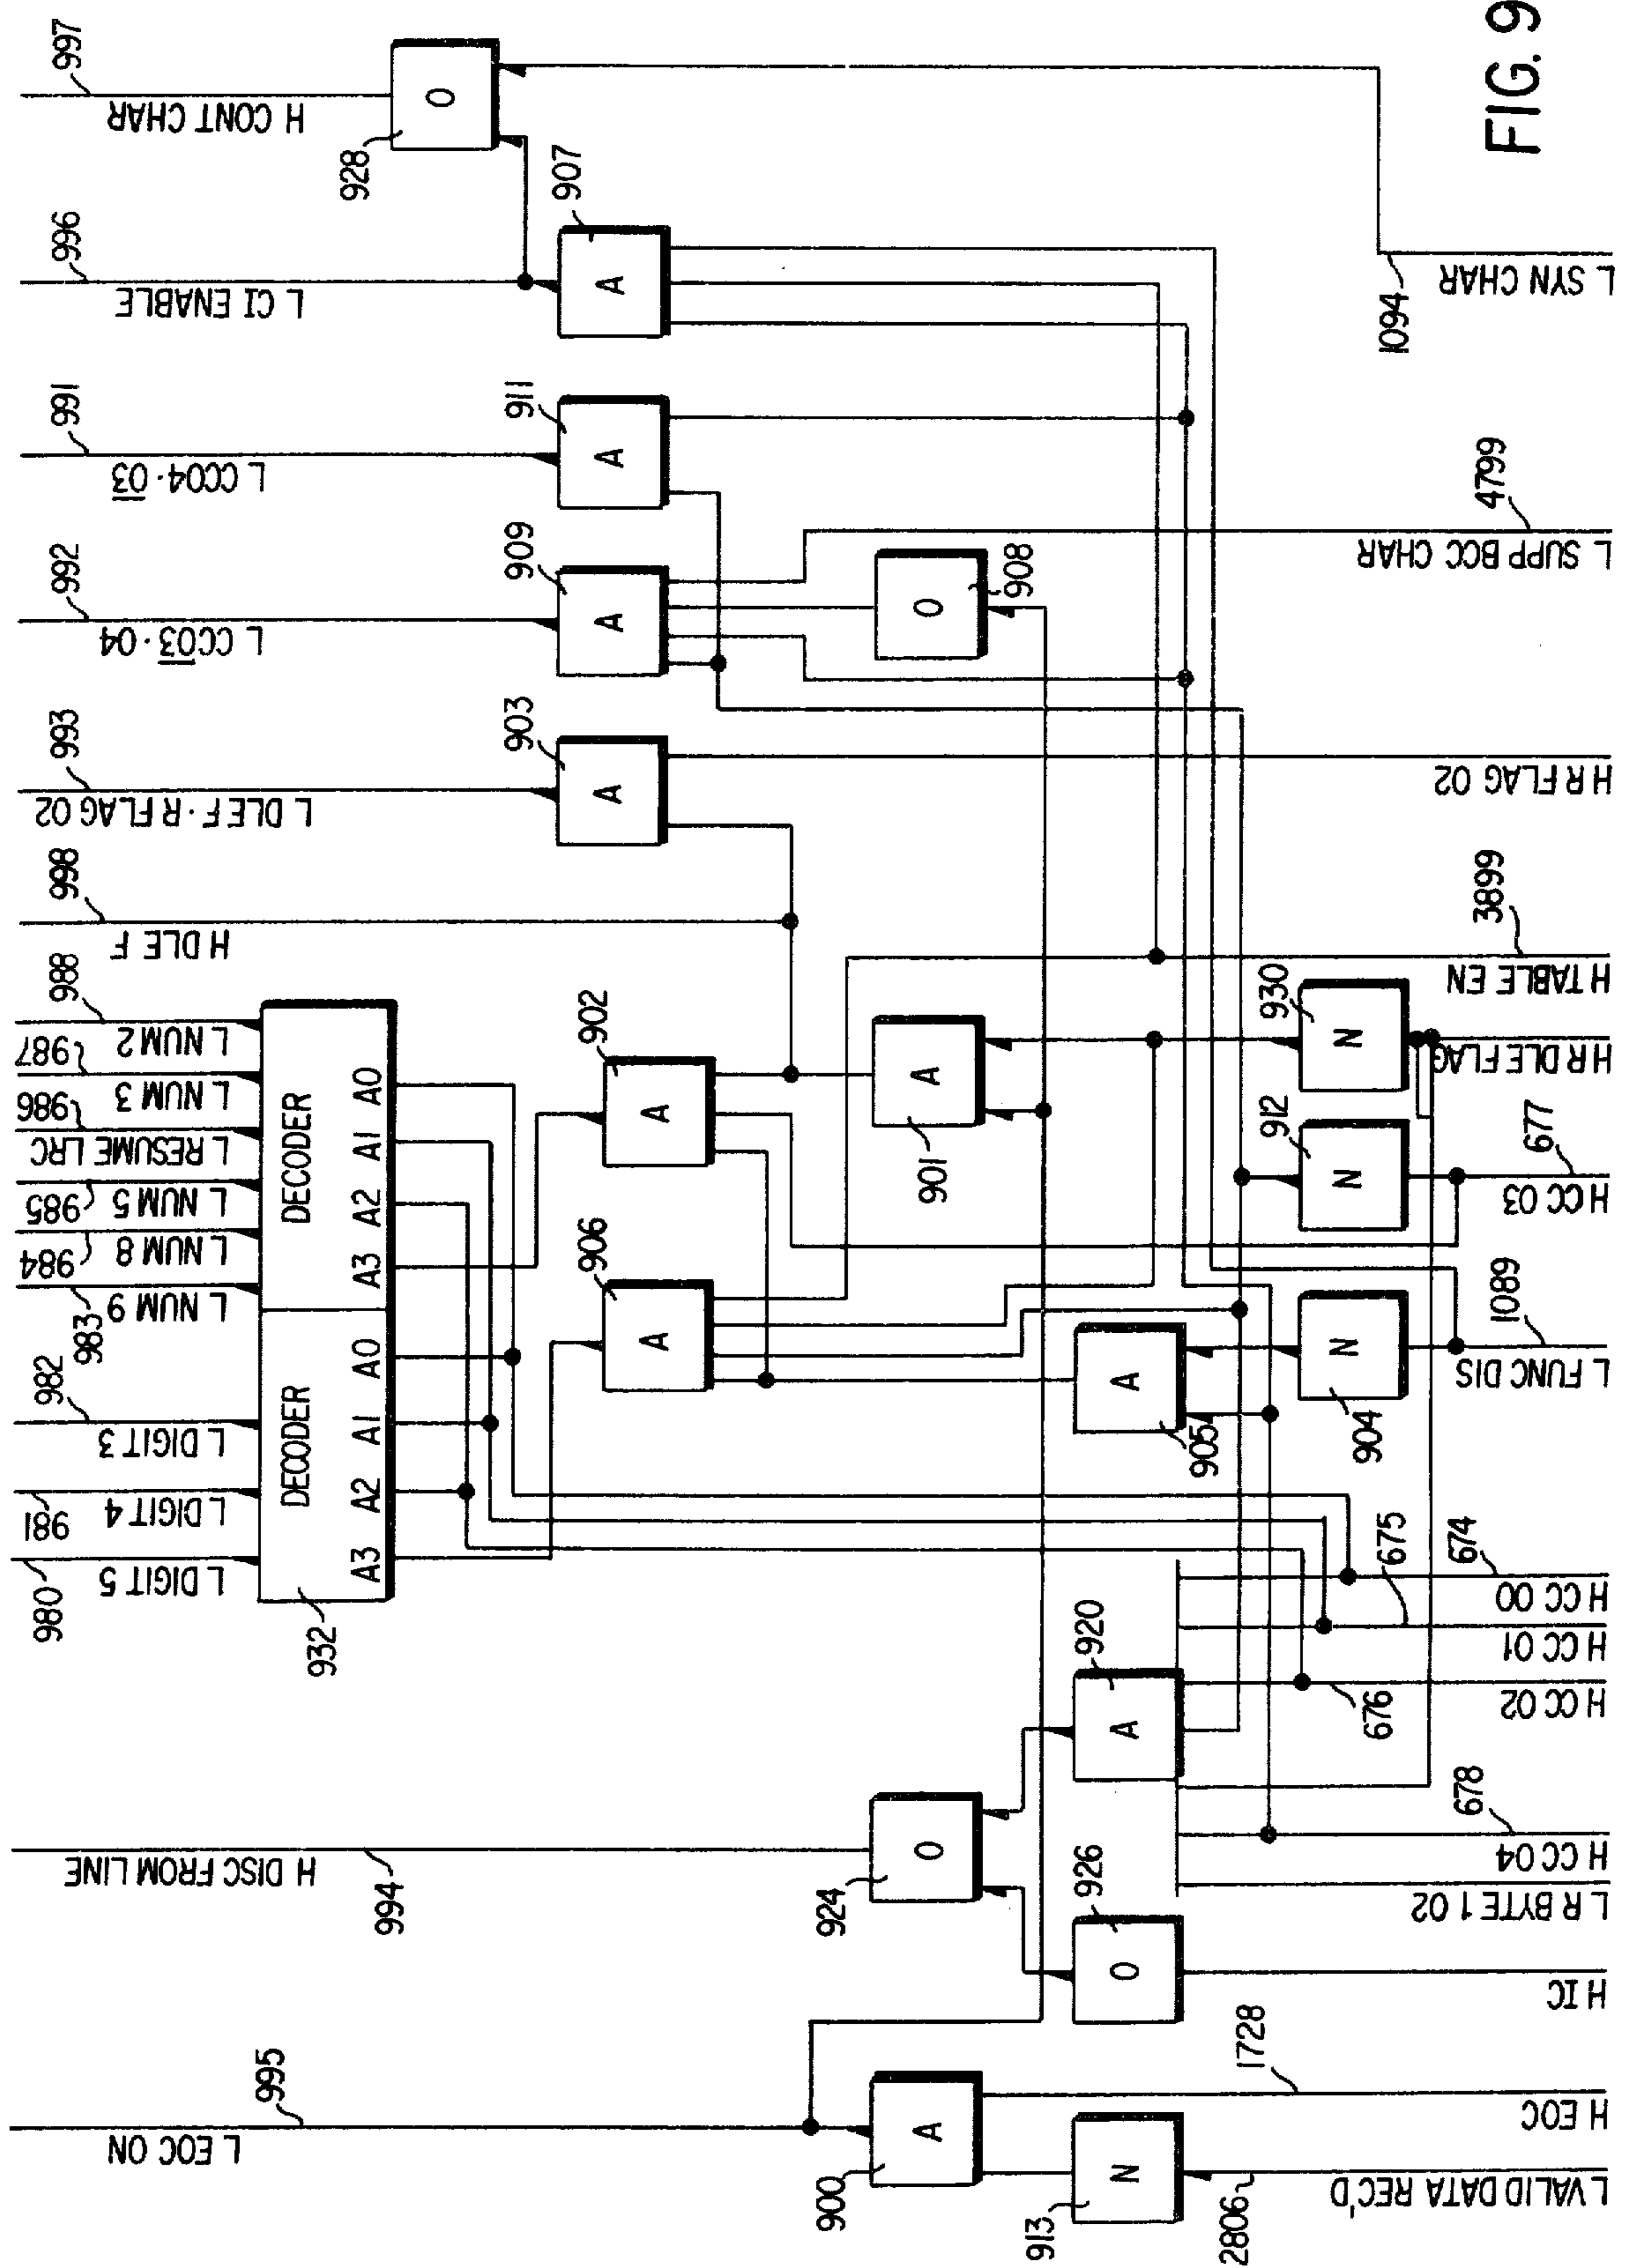 FIG. 9
L EOC ON
995
H DISC FROM LINE
994
980
L DIGIT 5
981
L DIGIT 4
982
L DIGIT 3
983
L NUM 9
984
L NUM 8
985
L NUM 5
986
L RESUME LRC
987
L NUM 3
988
L NUM 2
998
H DLE F
993
L DLE F·R FLAG 02
992
L CC03·04
991
L CC04·03
996
L CI ENABLE
997
H CONT CHAR
932
DECODER
A3
A2
A1
A0
DECODER
A3
A2
A1
A0
928
O
903
A
909
A
911
A
907
A
906
A
902
A
900
A
924
O
901
A
908
O
913
N
926
O
920
A
905
A
904
N
912
N
930
N
2806
L VALID DATA REC'D
1728
H EOC
H IC
L R BYTE 1 02
678
H CC 04
676
H CC 02
675
H CC 01
674
H CC 00
1089
L FUNC DIS
677
H CC 03
H R DLE FLAG
3899
H TABLE EN
H R FLAG 02
4799
L SUPP BCC CHAR
1094
L SYN CHAR